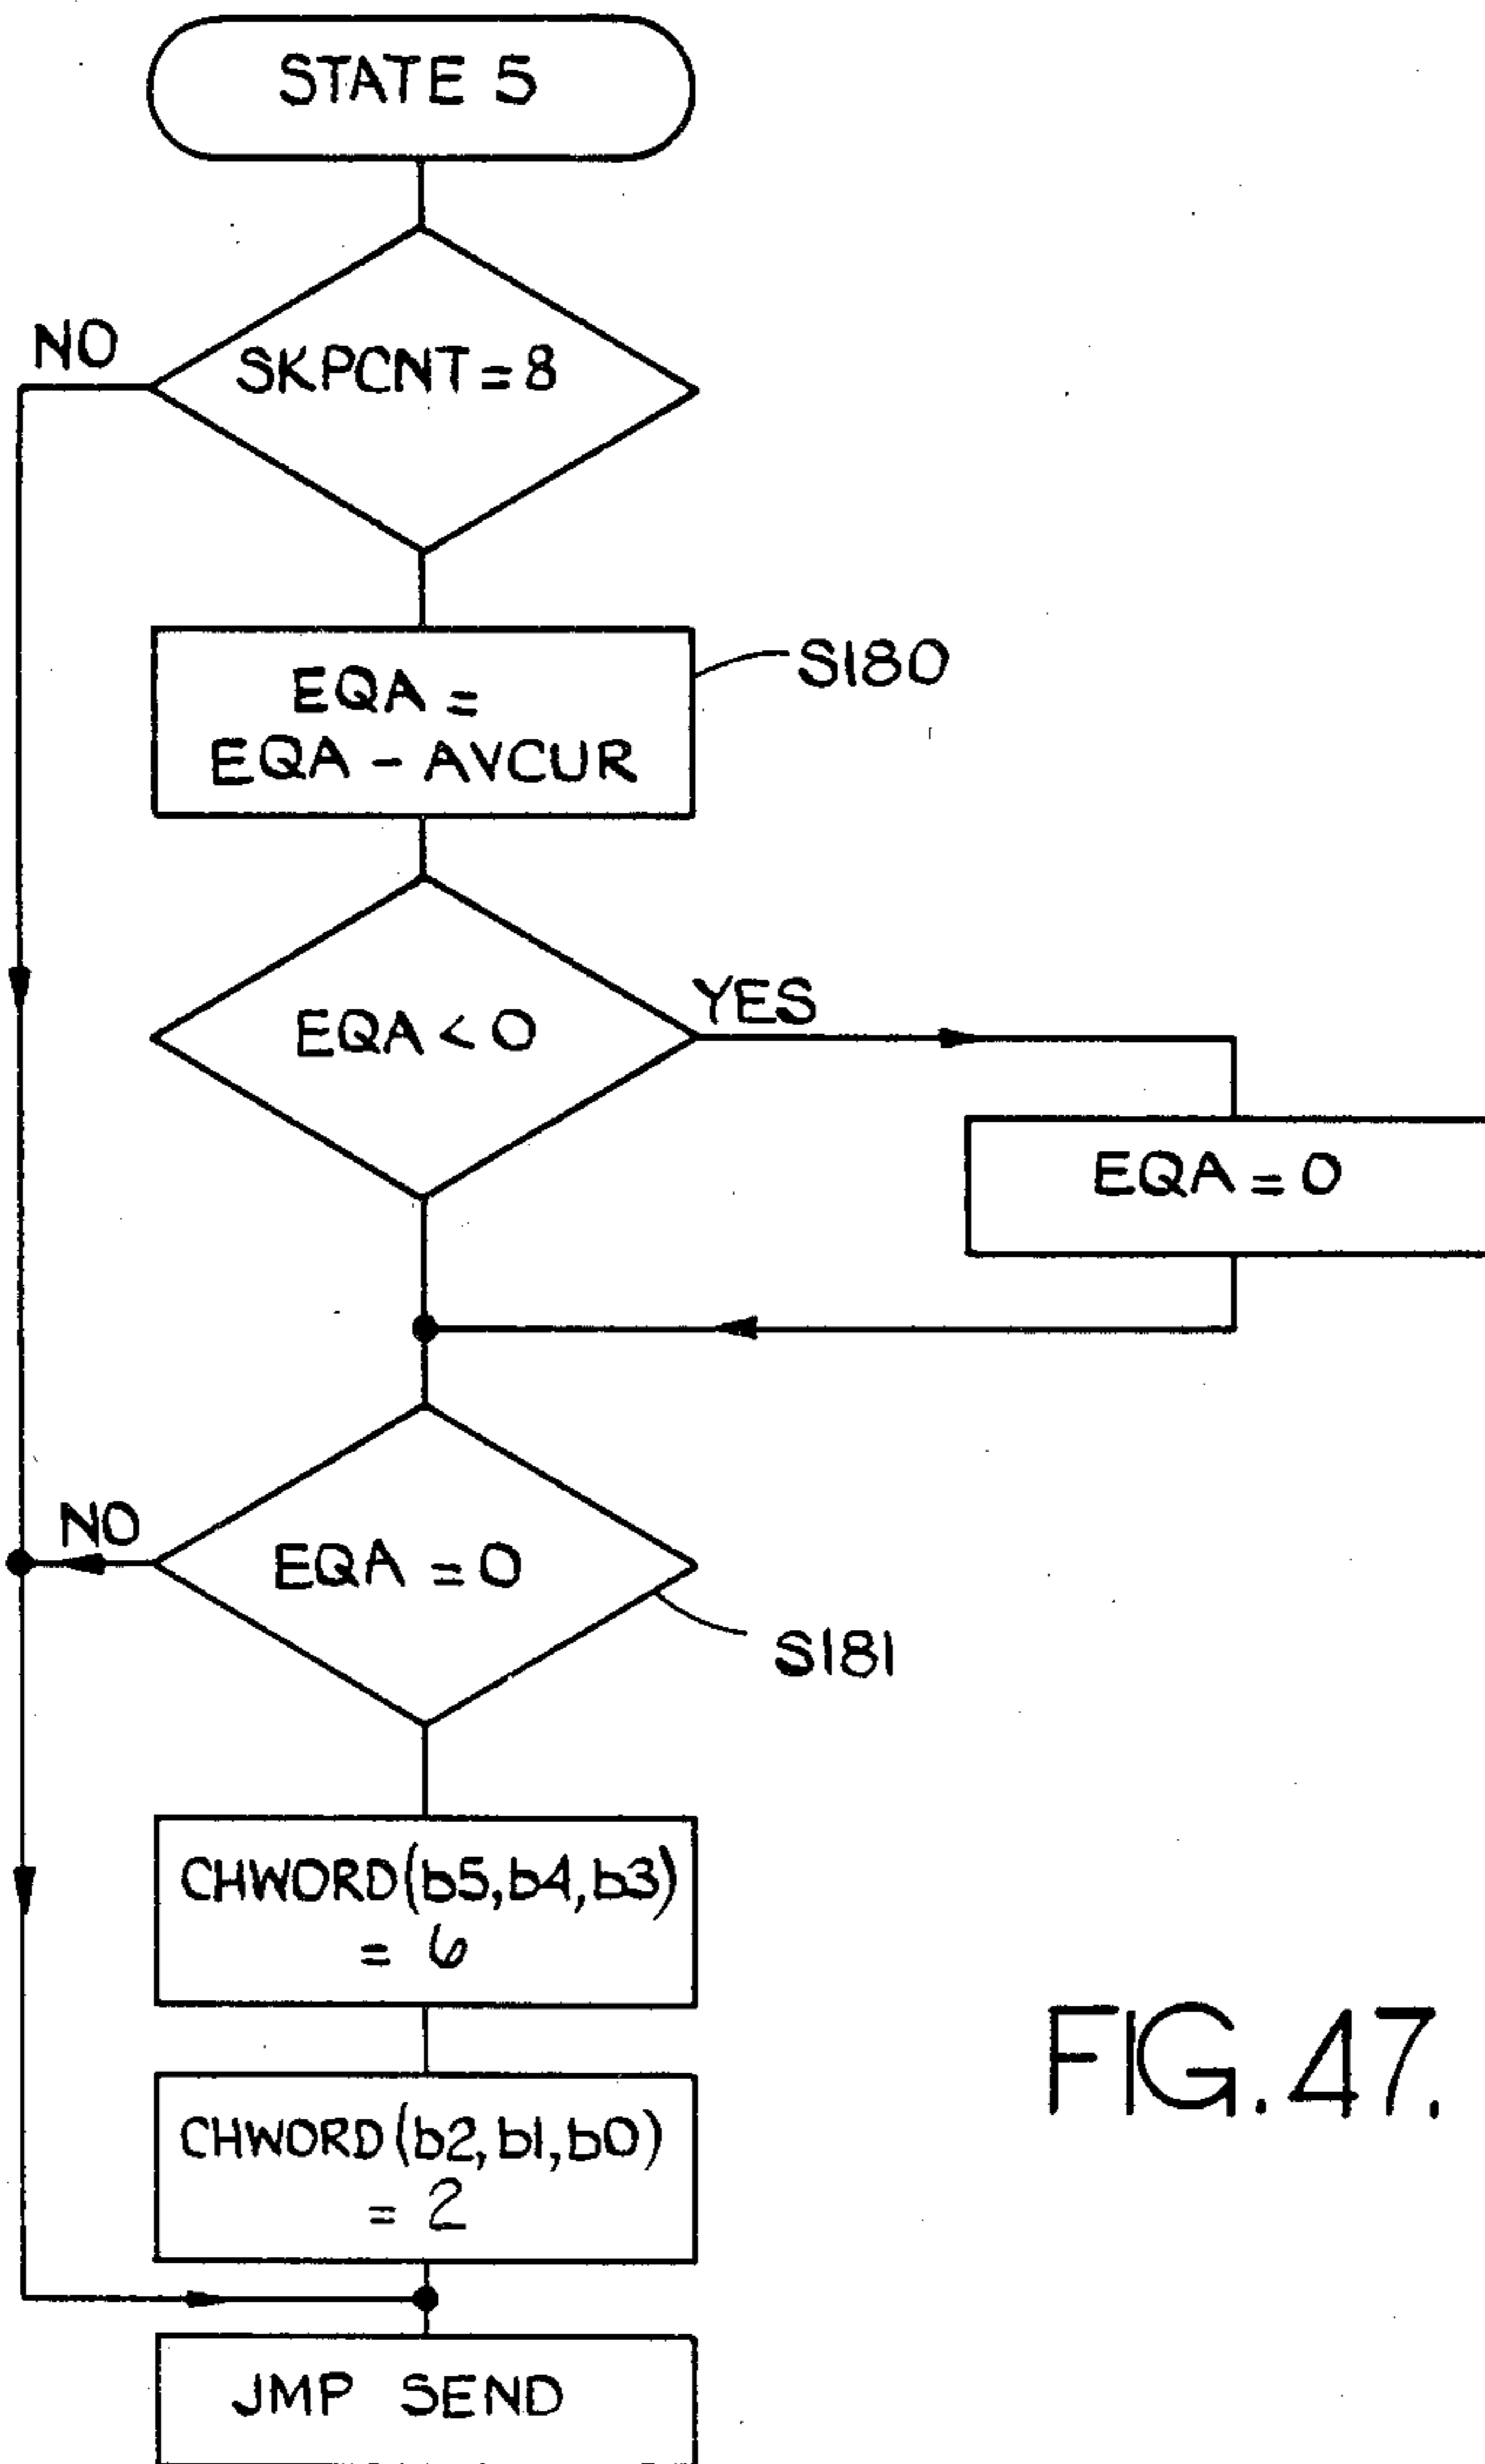 STATE 5
NO
SKPCNT=8
S180
EQA =
EQA - AVCUR
YES
EQA < 0
EQA = 0
NO
EQA = 0
S181
CHWORD(b5,b4,b3)
= 6
CHWORD(b2,b1,b0)
= 2
JMP SEND
FIG. 47.